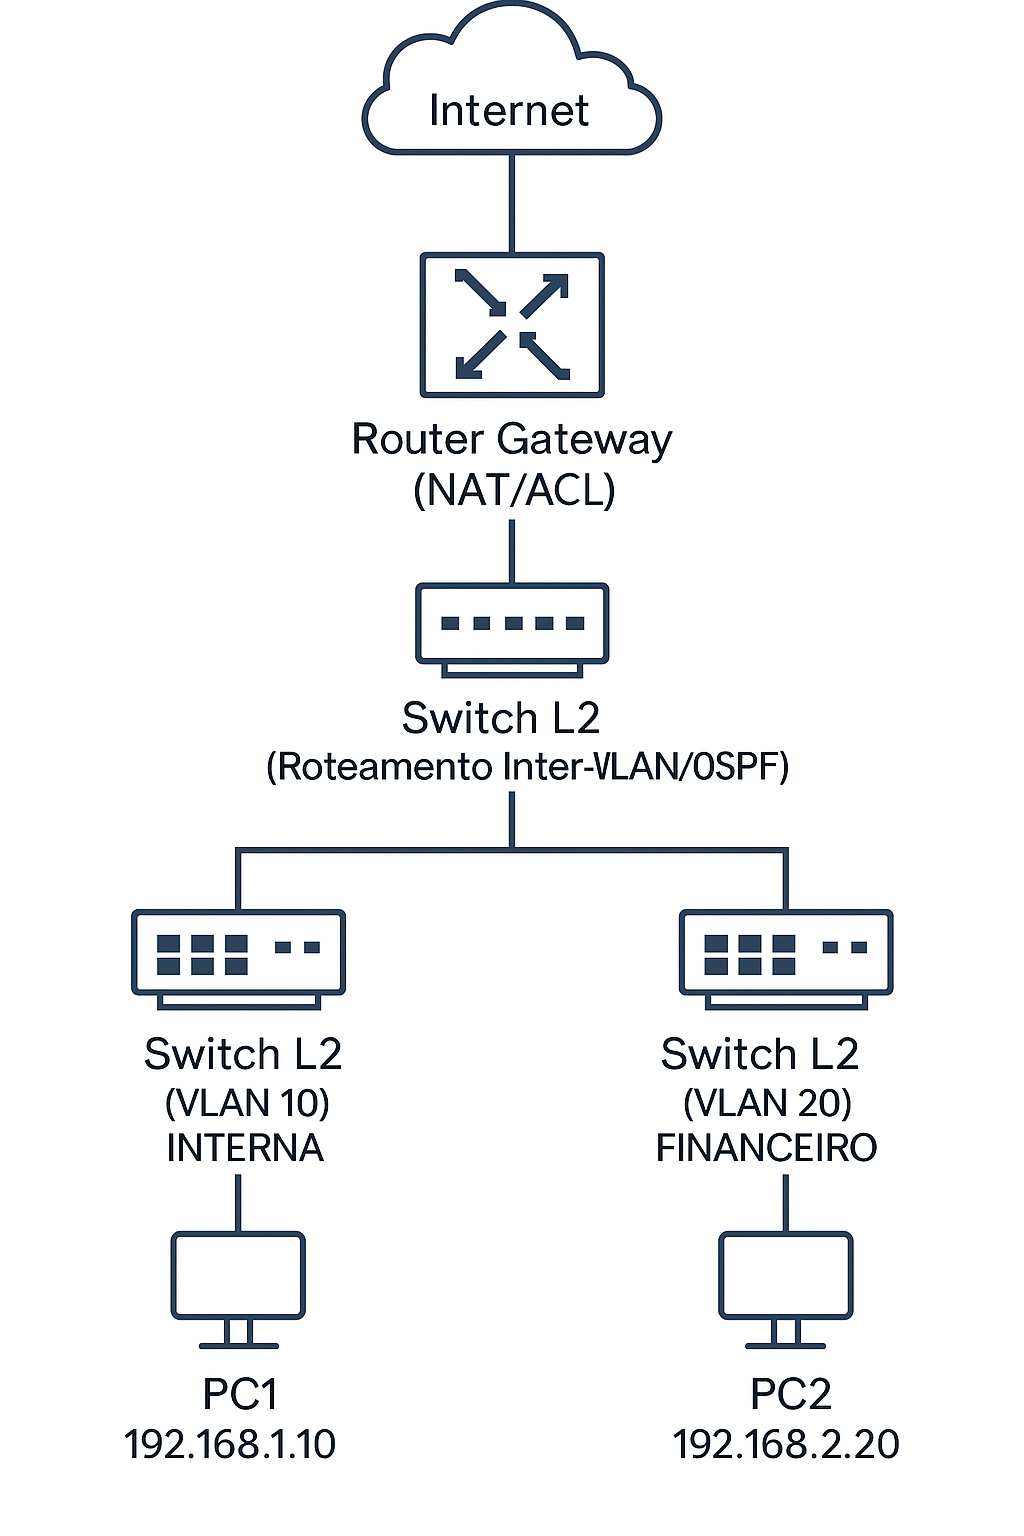 Internet
Router Gateway
(NAT/ACL)
Switch L2
(Roteamento Inter-VLAN/0SPF)
Switch L2
(VLAN 10)
INTERNA
Switch L2
(VLAN 20)
FINANCEIRO
PC1
192.168.1.10
PC2
192.168.2.20